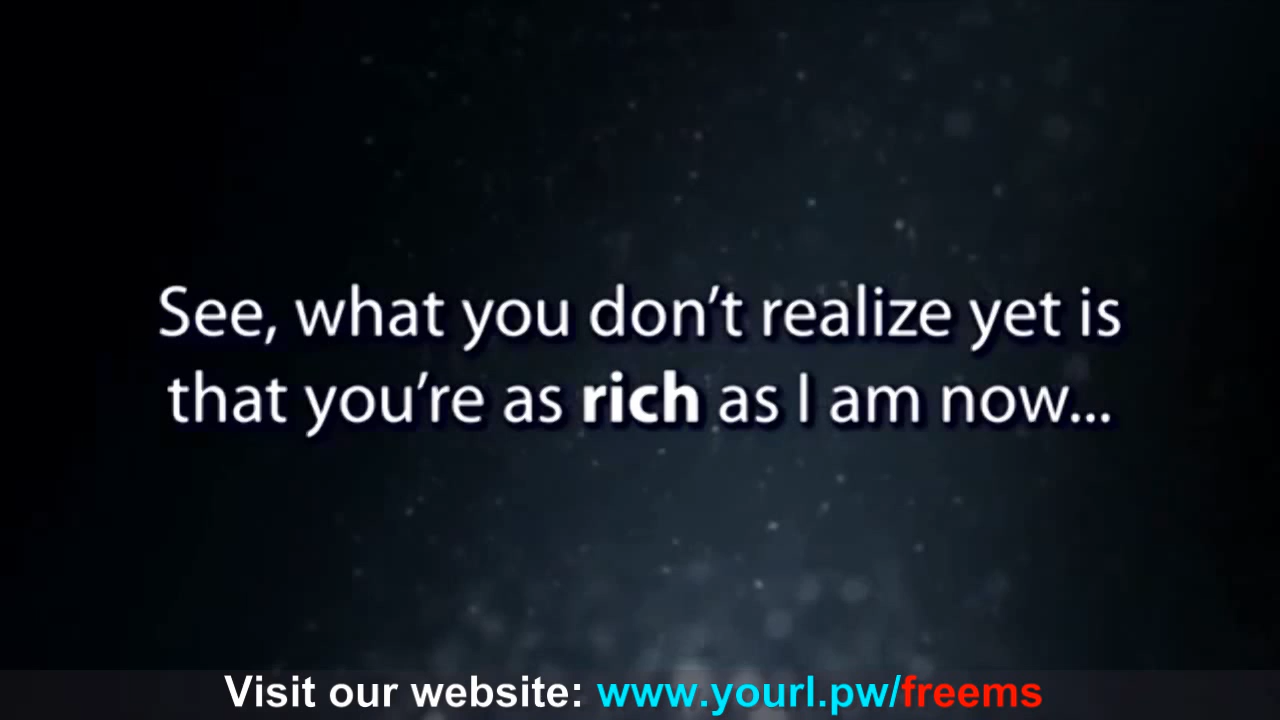 See, what you don’t realize yet is
that you’re as rich as I am now...
Visit our website: www.yourl.pw/freems